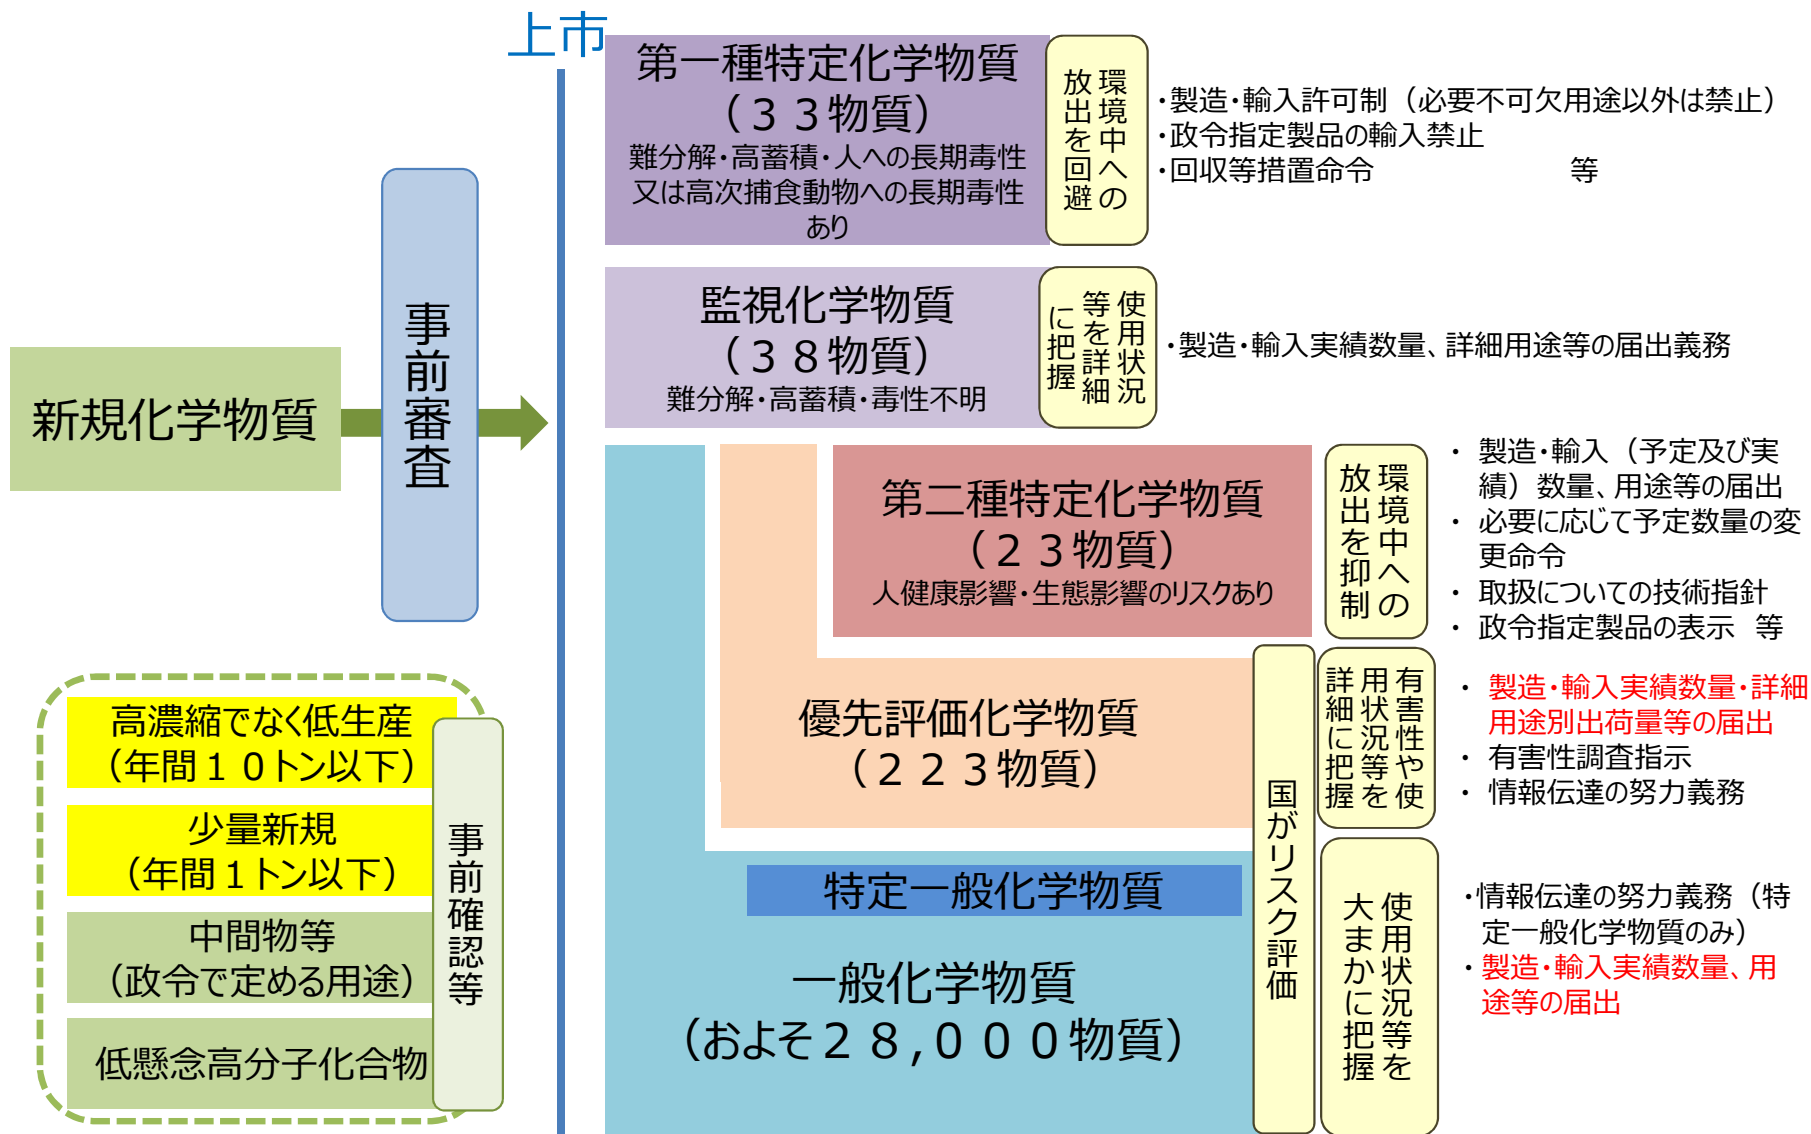 上市
新規化学物質
事前審査
高濃縮でなく低生産
（年間１０トン以下）
少量新規
（年間１トン以下）
中間物等
（政令で定める用途）
低懸念高分子化合物
事前確認等
第一種特定化学物質
（３３物質）
難分解・高蓄積・人への長期毒性
又は高次捕食動物への長期毒性
あり
環境中への
放出を回避
・製造・輸入許可制（必要不可欠用途以外は禁止）
・政令指定製品の輸入禁止
・回収等措置命令　　　　　　　等
監視化学物質
（３８物質）
難分解・高蓄積・毒性不明
使用状況
等を詳細
に把握
・製造・輸入実績数量、詳細用途等の届出義務
第二種特定化学物質
（２３物質）
人健康影響・生態影響のリスクあり
環境中への
放出を抑制
・ 製造・輸入（予定及び実
績）数量、用途等の届出
・ 必要に応じて予定数量の変
更命令
・ 取扱についての技術指針
・ 政令指定製品の表示　等
優先評価化学物質
（２２３物質）
有害性や使
用状況等を
詳細に把握
・ 製造・輸入実績数量・詳細
用途別出荷量等の届出
・ 有害性調査指示
・ 情報伝達の努力義務
国がリスク評価
特定一般化学物質
一般化学物質
（およそ２８,０００物質）
使用状況等を
大まかに把握
・情報伝達の努力義務（特
定一般化学物質のみ）
・製造・輸入実績数量、用
途等の届出